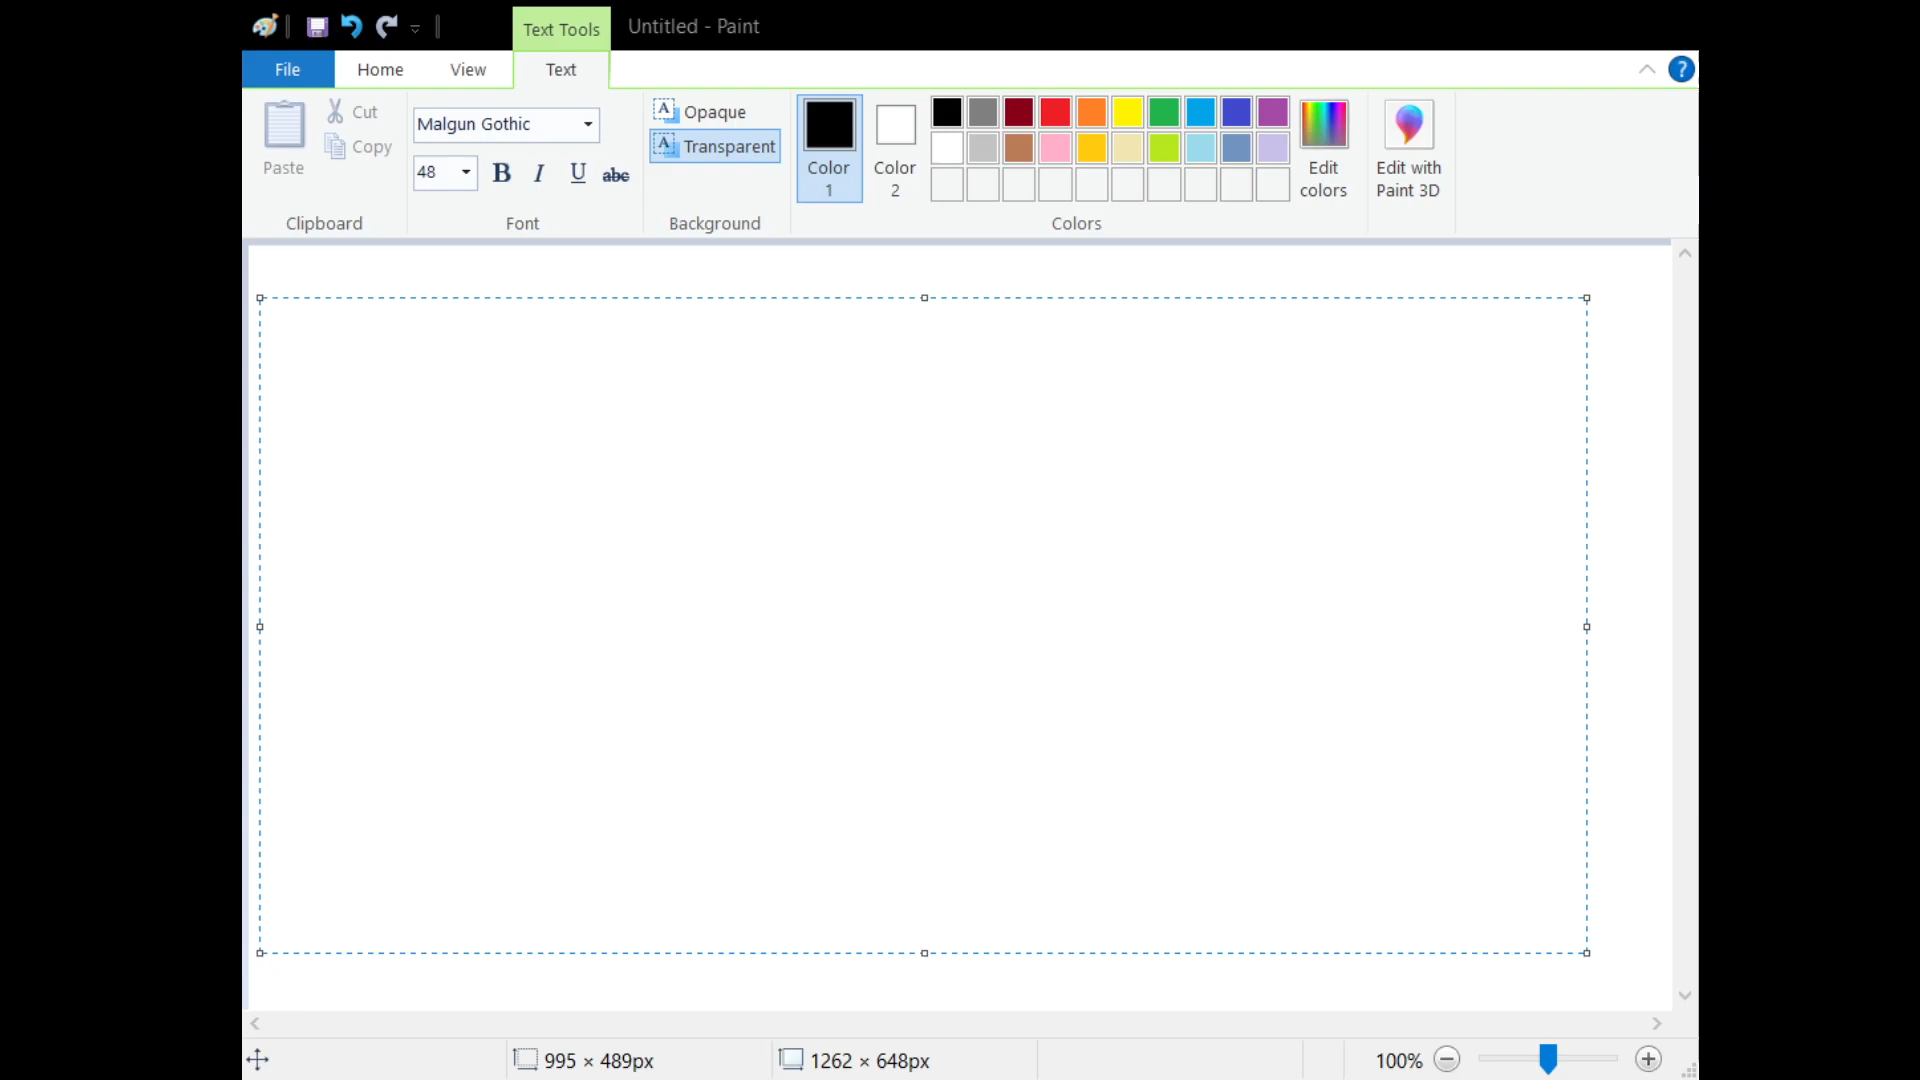 Text Tools
Untitled - Paint
File
Home
View
Text
?
Paste
Cut
Copy
Clipboard
Malgun Gothic
48
B I U abc
Font
Opaque
Transparent
Background
Color 1
Color 2
Edit colors
Colors
Edit with Paint 3D
995 × 489px
1262 × 648px
100%